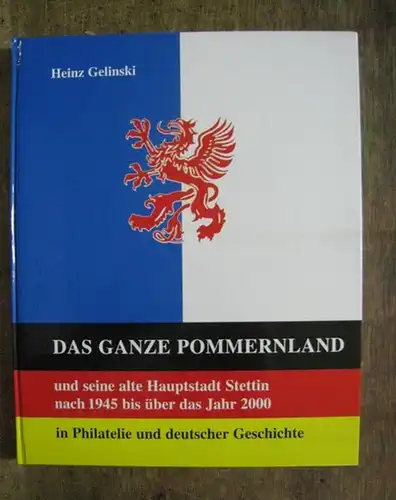 Heinz Gelinski
DAS GANZE POMMERNLAND
und seine alte Hauptstadt Stettin
nach 1945 bis über das Jahr 2000
in Philatelie und deutscher Geschichte